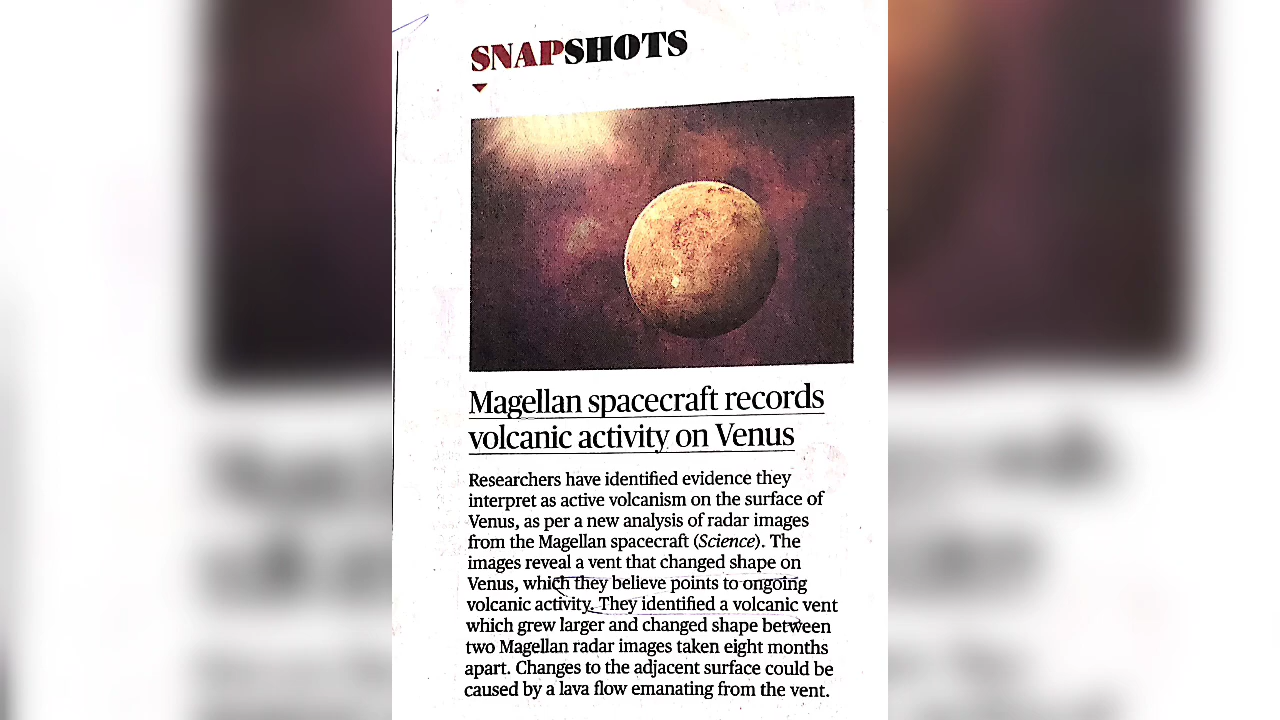 SNAPSHOTS
Magellan spacecraft records
volcanic activity on Venus
Researchers have identified evidence they
interpret as active volcanism on the surface of
Venus, as per a new analysis of radar images
from the Magellan spacecraft (Science). The
images reveal a vent that changed shape on
Venus, which they believe points to ongoing
volcanic activity. They identified a volcanic vent
which grew larger and changed shape between
two Magellan radar images taken eight months
apart. Changes to the adjacent surface could be
caused by a lava flow emanating from the vent.